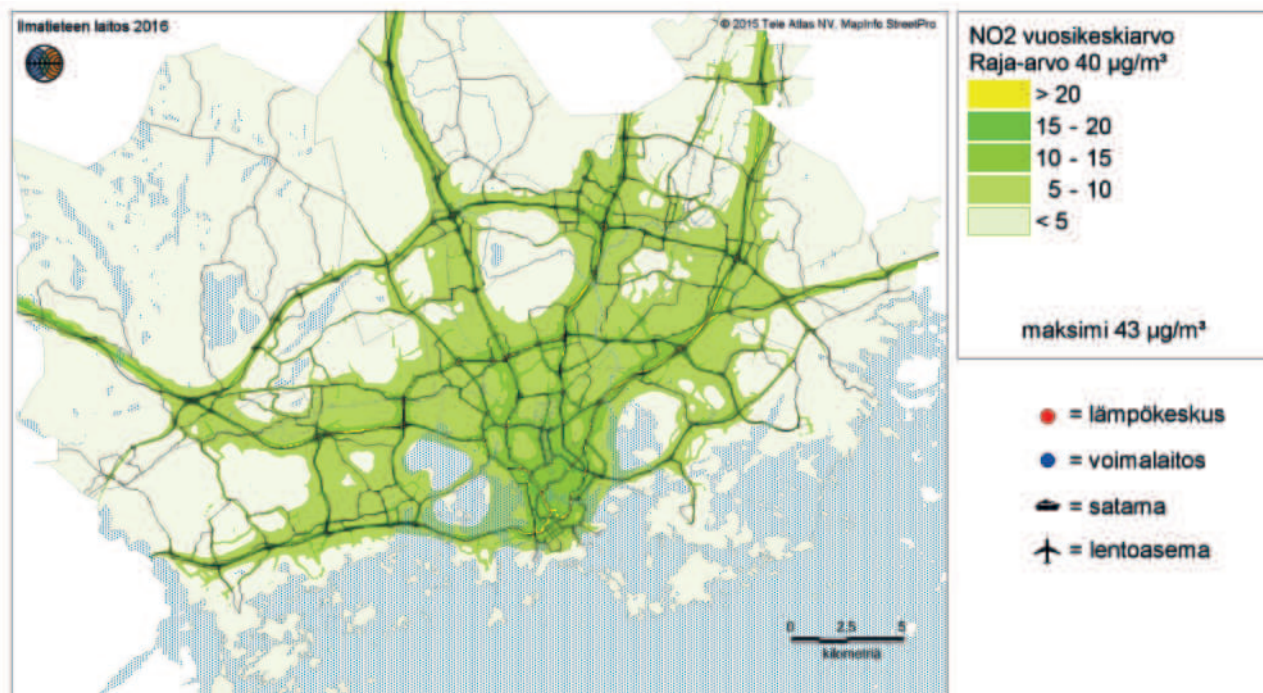 Ilmatieteen laitos 2016
© 2015 Tele Atlas NV, MapInfo StreetPro
NO2 vuosikeskiarvo
Raja-arvo 40 µg/m³
> 20
15 - 20
10 - 15
5 - 10
< 5
maksimi 43 µg/m³
= lämpökeskus
= voimalaitos
= satama
= lentoasema
0 2,5 5
kilometriä